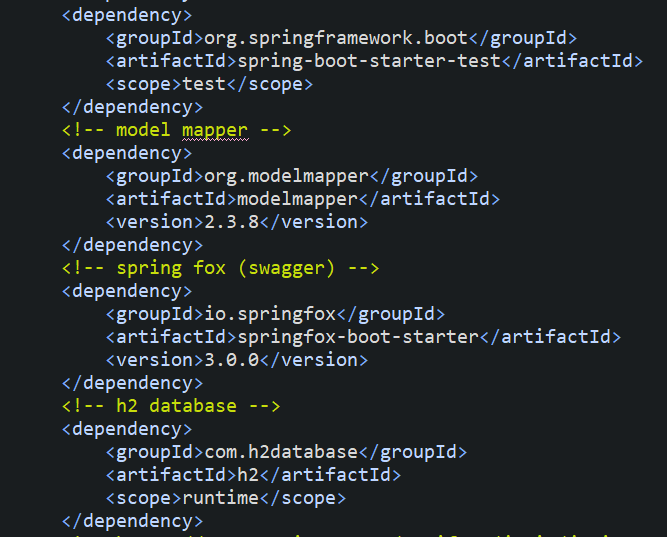 <dependency>
<groupId>org.springframework.boot</groupId>
<artifactId>spring-boot-starter-test</artifactId>
<scope>test</scope>
</dependency>
<!-- model mapper -->
<dependency>
<groupId>org.modelmapper</groupId>
<artifactId>modelmapper</artifactId>
<version>2.3.8</version>
</dependency>
<!-- spring fox (swagger) -->
<dependency>
<groupId>io.springfox</groupId>
<artifactId>springfox-boot-starter</artifactId>
<version>3.0.0</version>
</dependency>
<!-- h2 database -->
<dependency>
<groupId>com.h2database</groupId>
<artifactId>h2</artifactId>
<scope>runtime</scope>
</dependency>